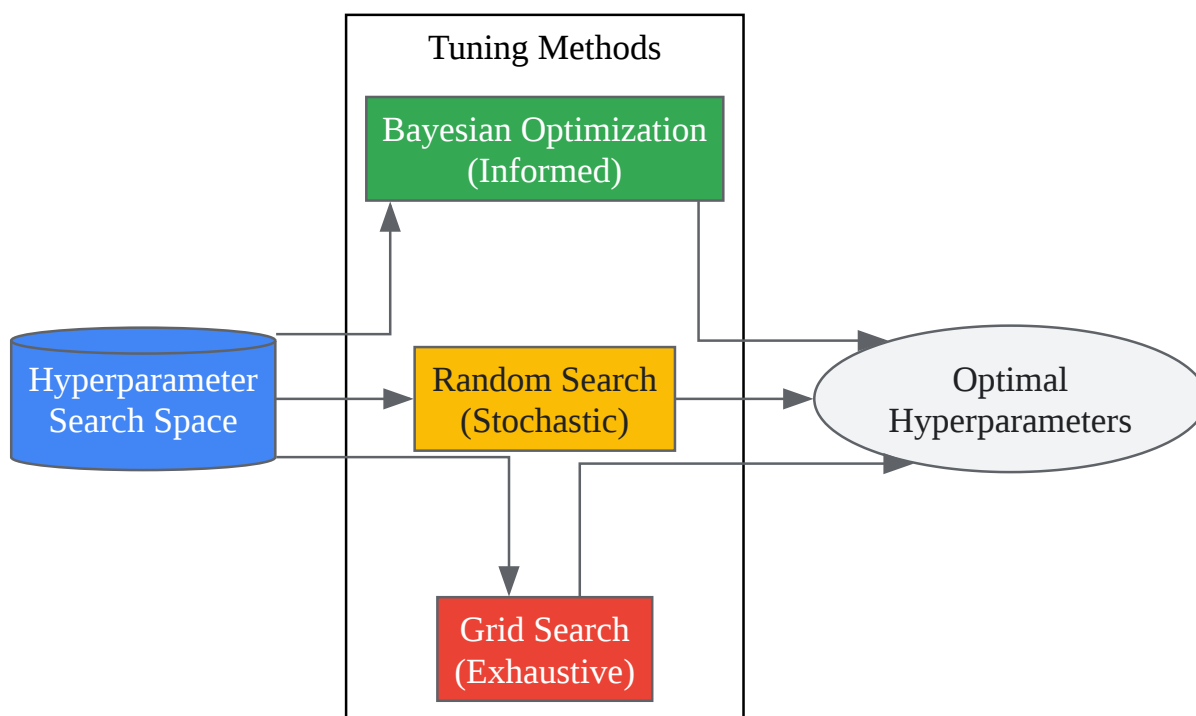 Tuning Methods
Bayesian Optimization
(Informed)
Hyperparameter
Search Space
Random Search
(Stochastic)
Optimal
Hyperparameters
Grid Search
(Exhaustive)